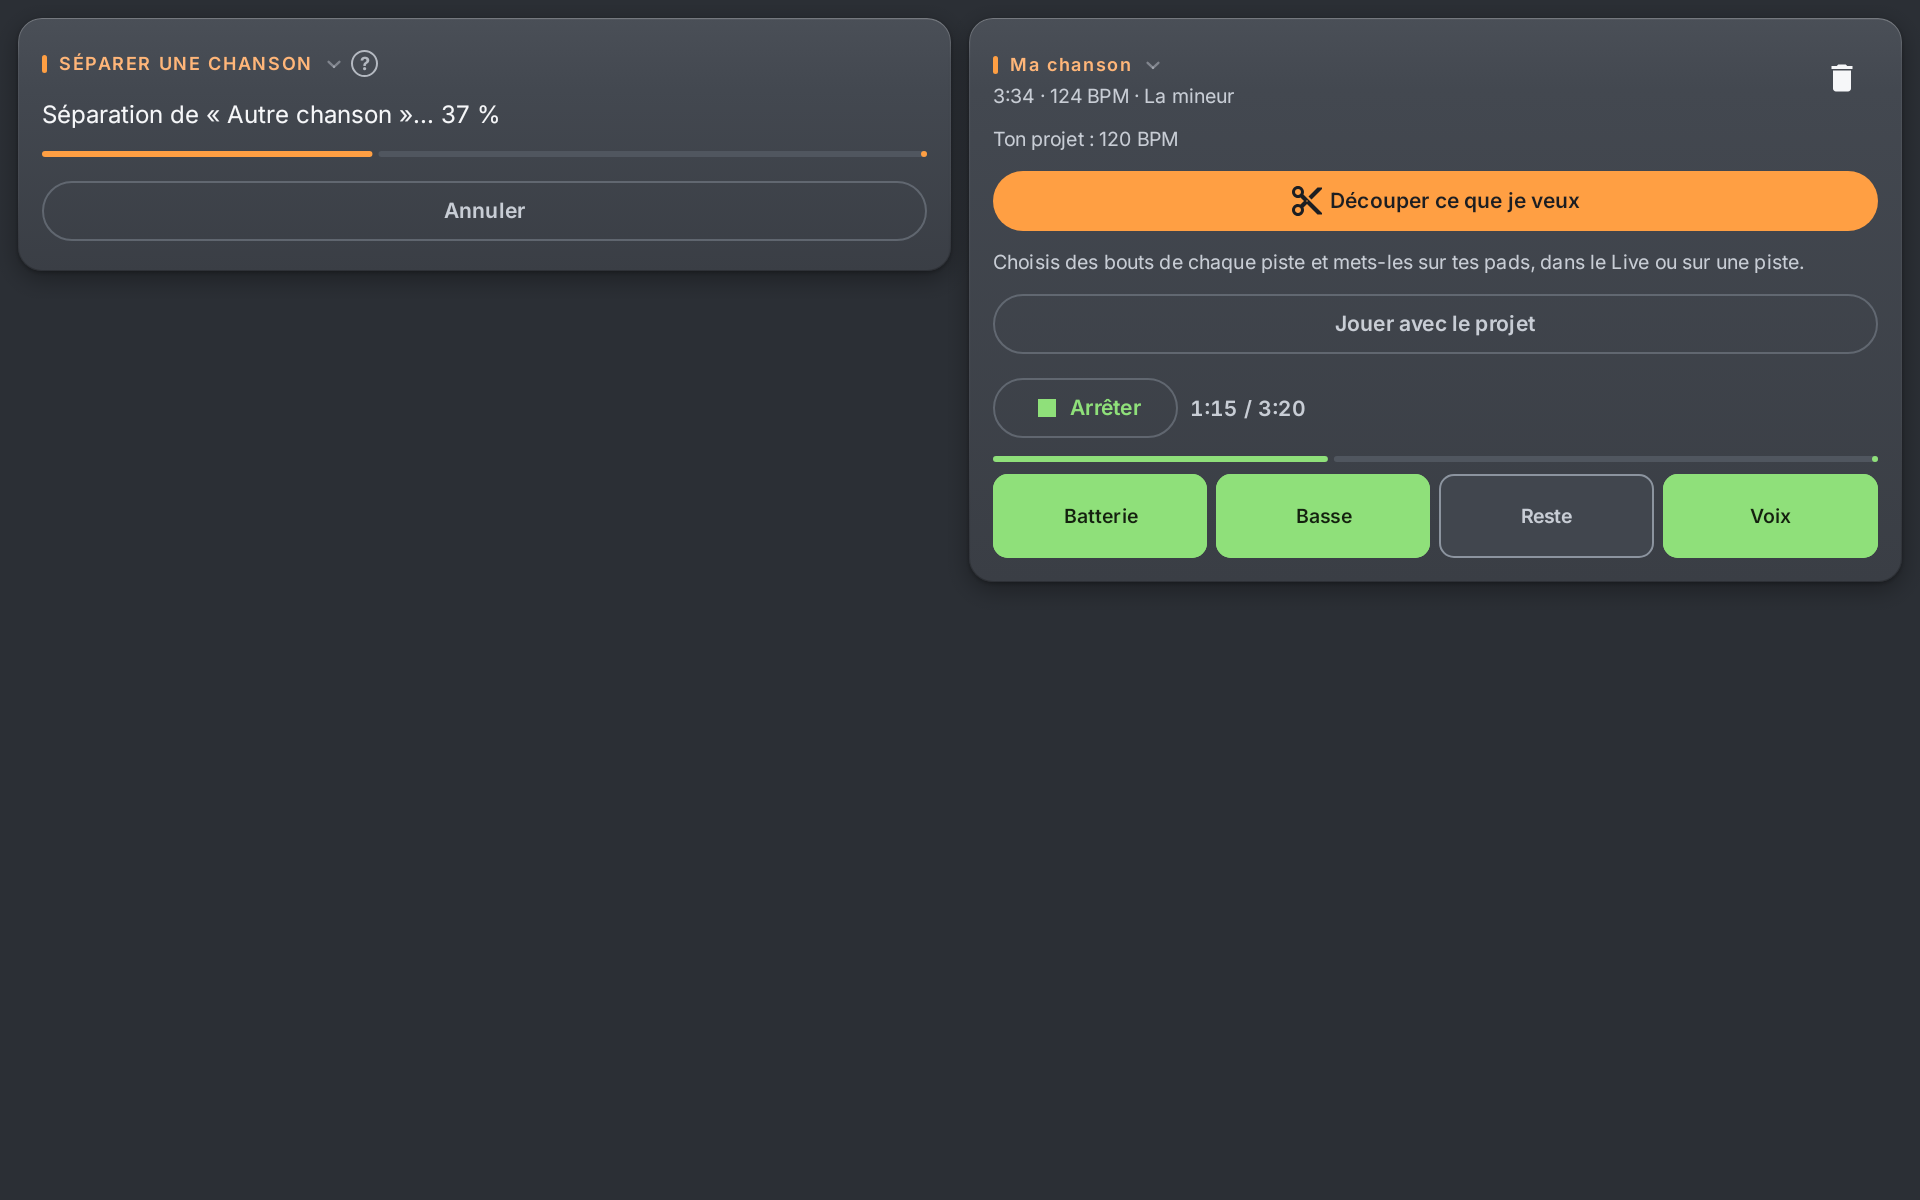 SÉPARER UNE CHANSON ?
Séparation de « Autre chanson »... 37 %
Annuler
Ma chanson
3:34 · 124 BPM · La mineur
Ton projet : 120 BPM
Découper ce que je veux
Choisis des bouts de chaque piste et mets-les sur tes pads, dans le Live ou sur une piste.
Jouer avec le projet
Arrêter 1:15 / 3:20
Batterie Basse Reste Voix